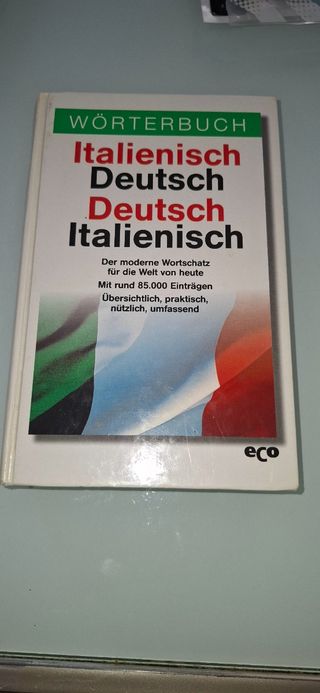 WÖRTERBUCH
Italienisch
Deutsch
Deutsch
Italienisch
Der moderne Wortschatz
für die Welt von heute
Mit rund 85.000 Einträgen
Übersichtlich, praktisch,
nützlich, umfassend
eco